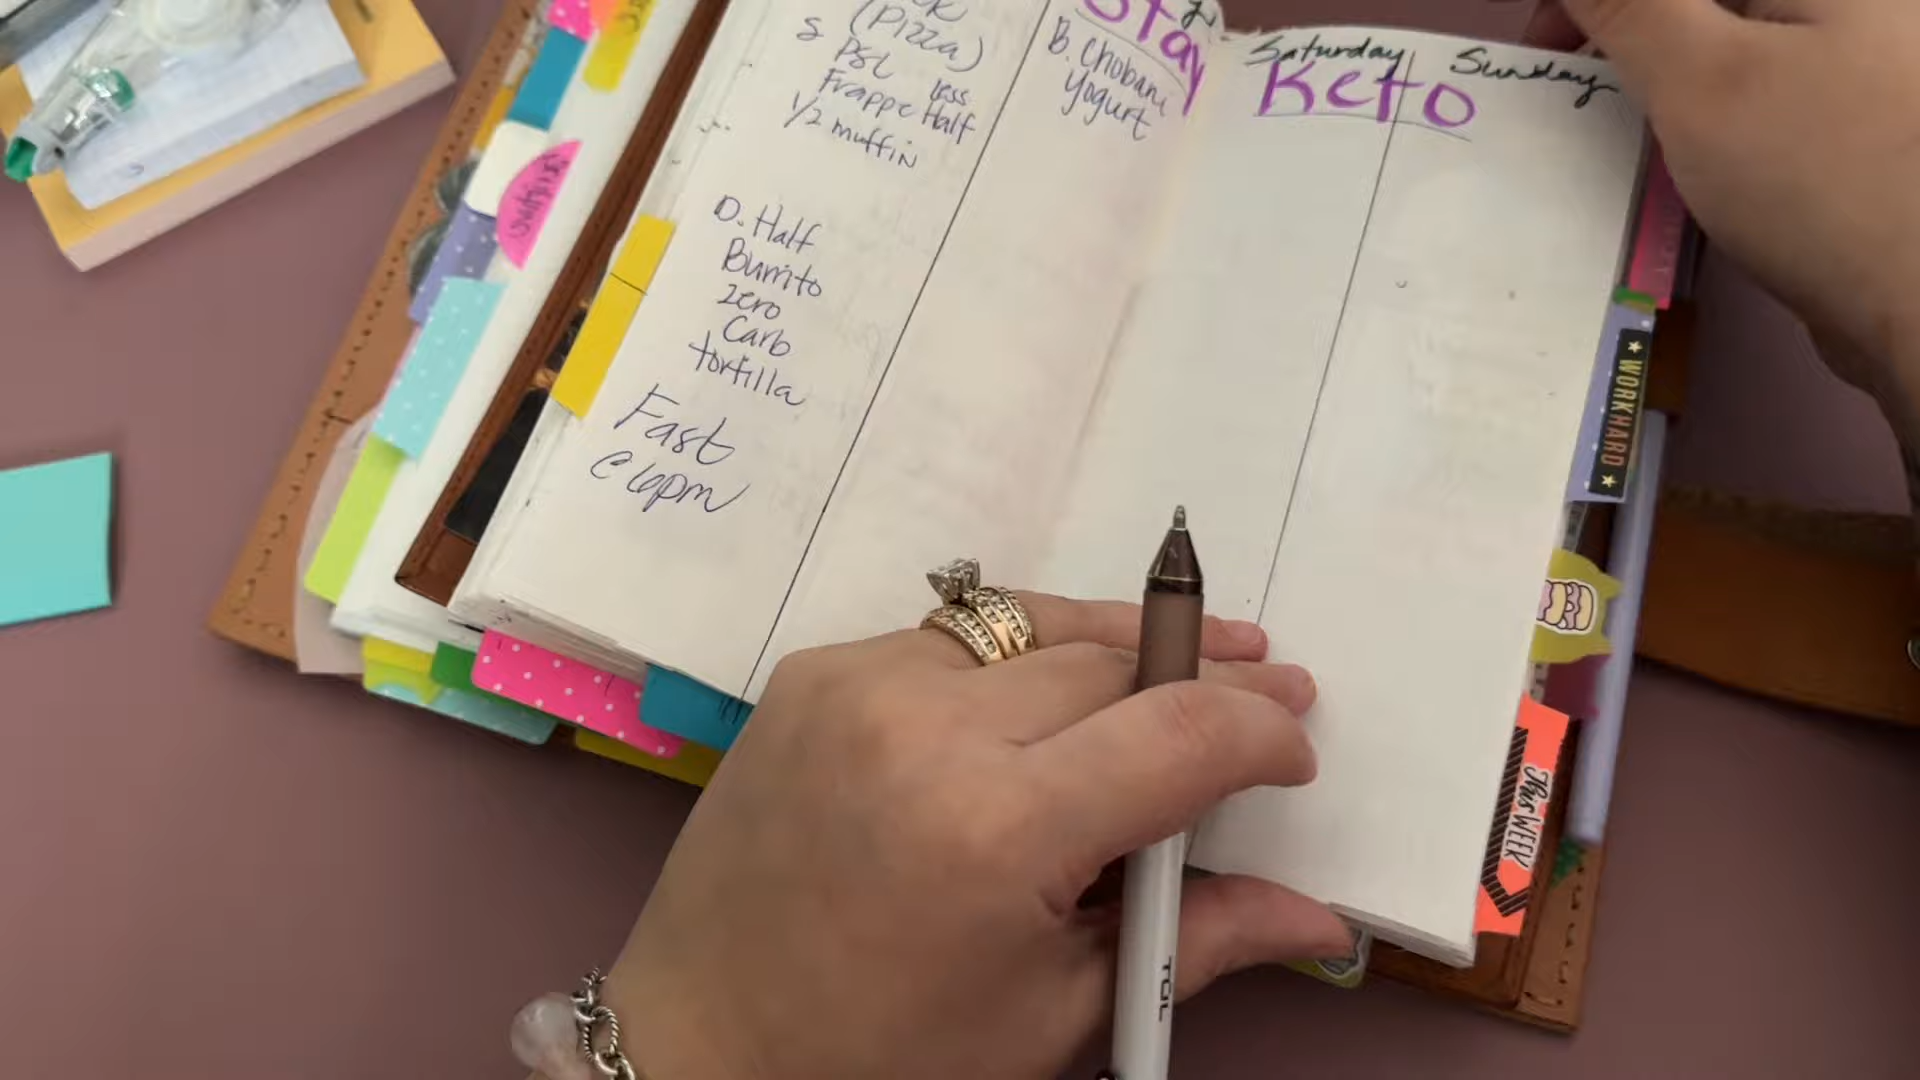 (Pizza)
S PSL
Frappe less
Half
1/2 muffin
D. Half
Burrito
zero
Carb
tortilla
Fast
@ 6pm
Stay
B. Chobani
Yogurt
Saturday
Sunday
Keto
WORK HARD
This WEEK
TUL